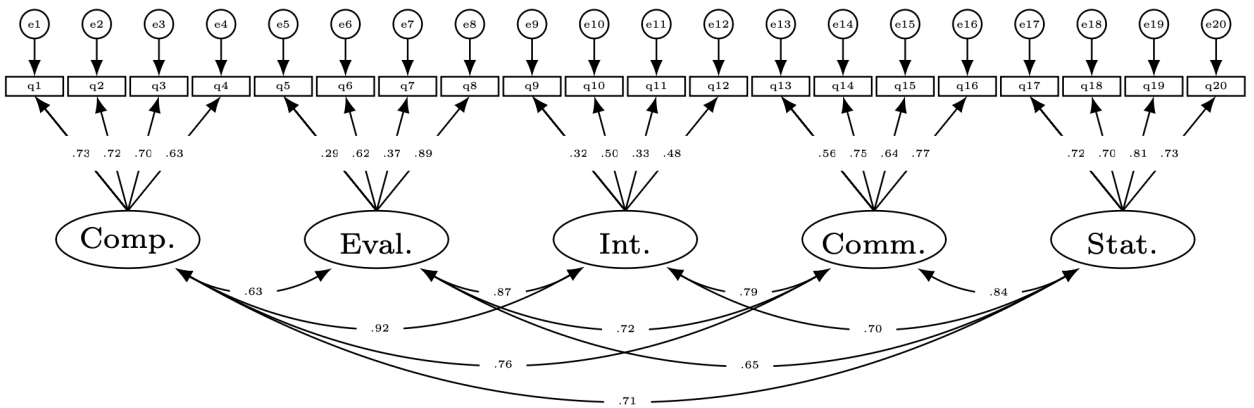 e1 e2 e3 e4 e5 e6 e7 e8 e9 e10 e11 e12 e13 e14 e15 e16 e17 e18 e19 e20
q1 q2 q3 q4 q5 q6 q7 q8 q9 q10 q11 q12 q13 q14 q15 q16 q17 q18 q19 q20
.73 .72 .70 .63 .29 .62 .37 .89 .32 .50 .33 .48 .56 .75 .64 .77 .72 .70 .81 .73
Comp. Eval. Int. Comm. Stat.
.63 .87 .79 .84
.92 .72 .70
.76 .65
.71